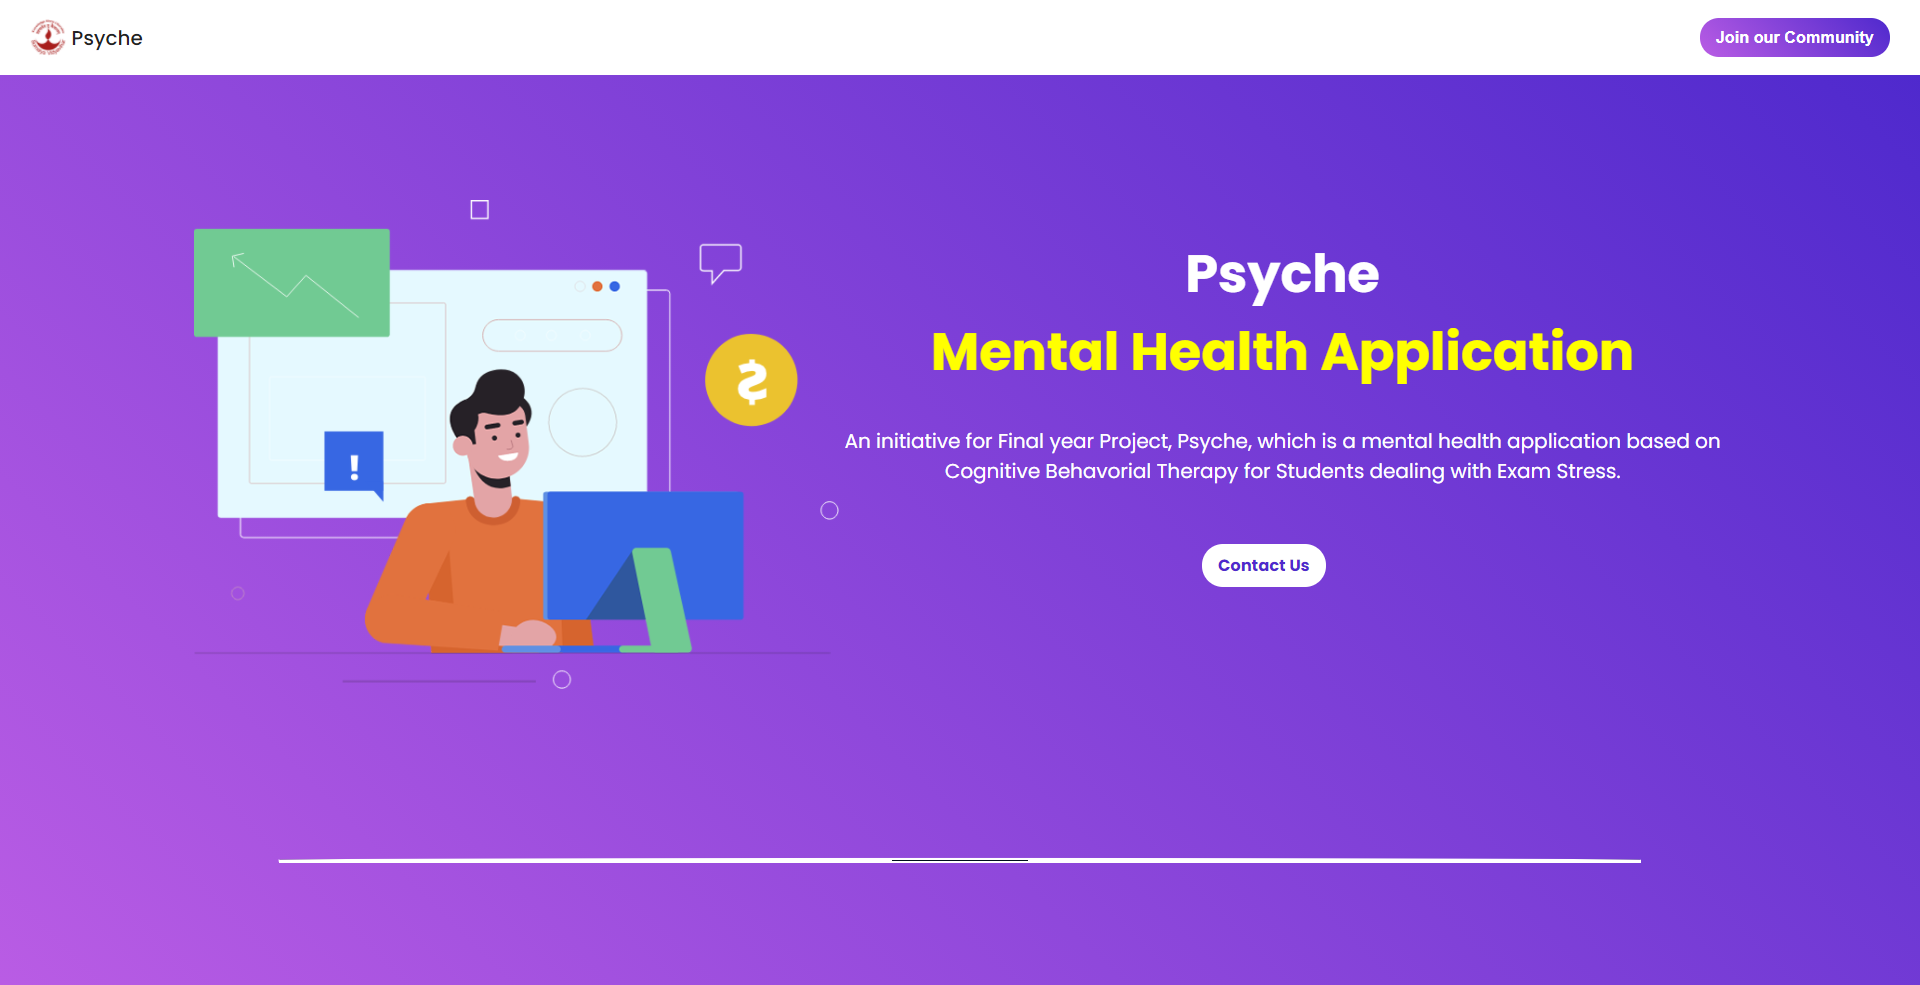 Psyche
Join our Community
Psyche
Mental Health Application
An initiative for Final year Project, Psyche, which is a mental health application based on
Cognitive Behavorial Therapy for Students dealing with Exam Stress.
Contact Us
$
!